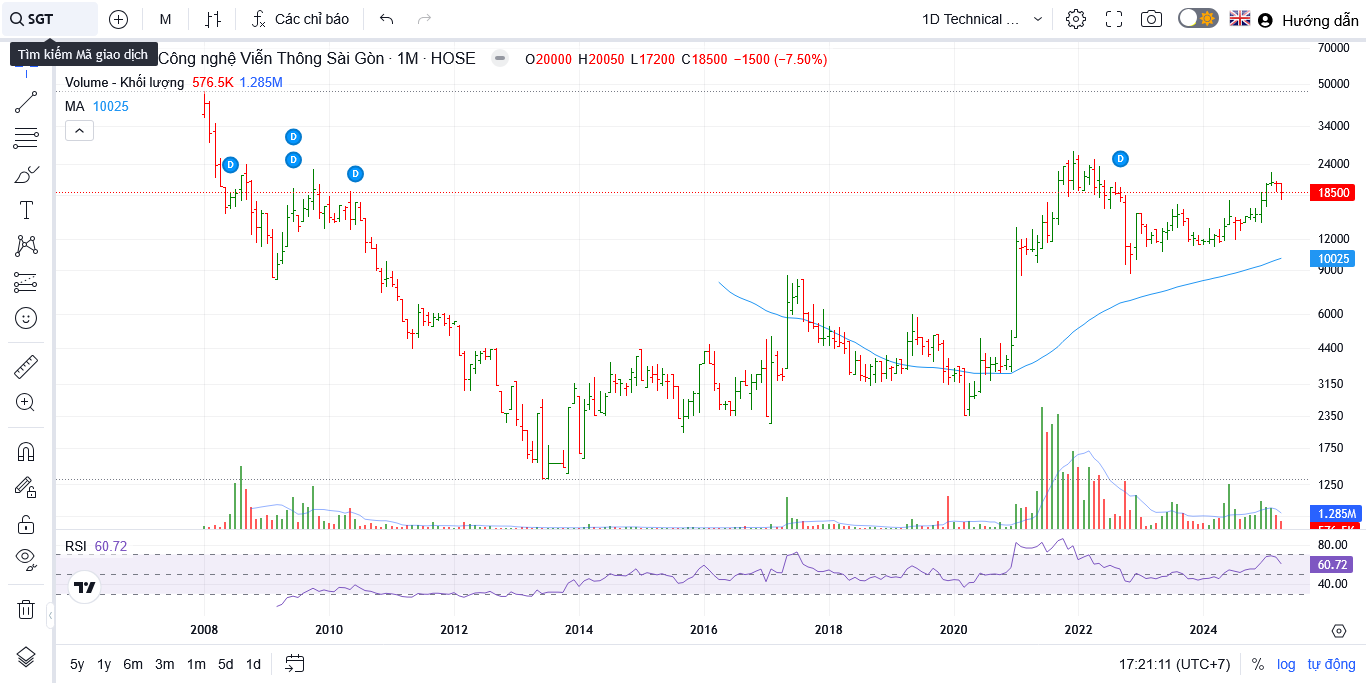 SGT
M
Các chỉ báo
1D Technical ...
Hướng dẫn
Tìm kiếm Mã giao dịch
Công nghệ Viễn Thông Sài Gòn · 1M · HOSE
O20000 H20050 L17200 C18500 −1500 (−7.50%)
Volume - Khối lượng 576.5K 1.285M
MA 10025
70000
50000
34000
24000
18500
12000
10025
9000
6000
4400
3150
2350
1750
1250
1.285M
D
D
D
D
D
RSI 60.72
80.00
60.72
40.00
2008 2010 2012 2014 2016 2018 2020 2022 2024
5y 1y 6m 3m 1m 5d 1d
17:21:11 (UTC+7)
% log tự động